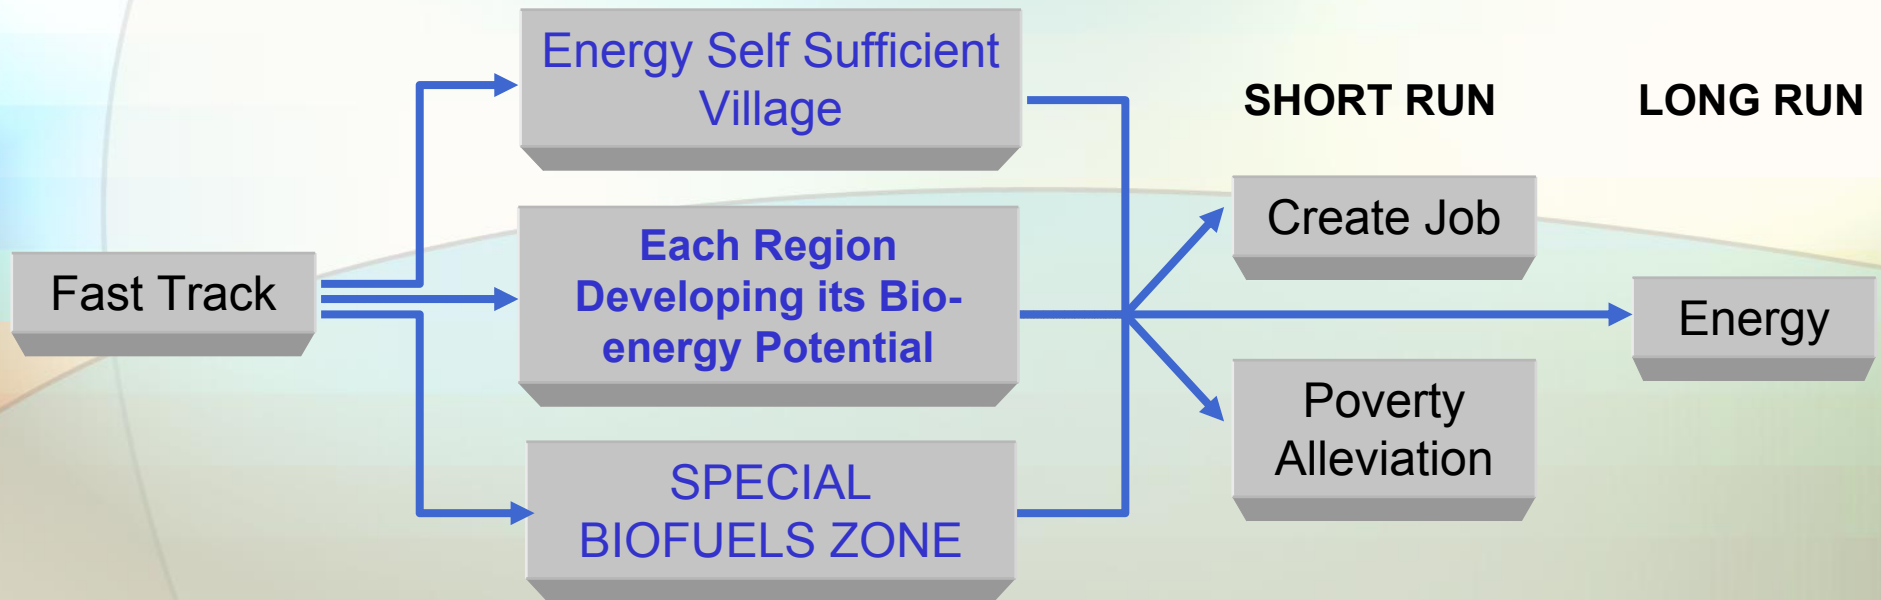 Fast Track
Energy Self Sufficient
Village
Each Region
Developing its Bio-
energy Potential
SPECIAL
BIOFUELS ZONE
SHORT RUN
Create Job
Poverty
Alleviation
LONG RUN
Energy